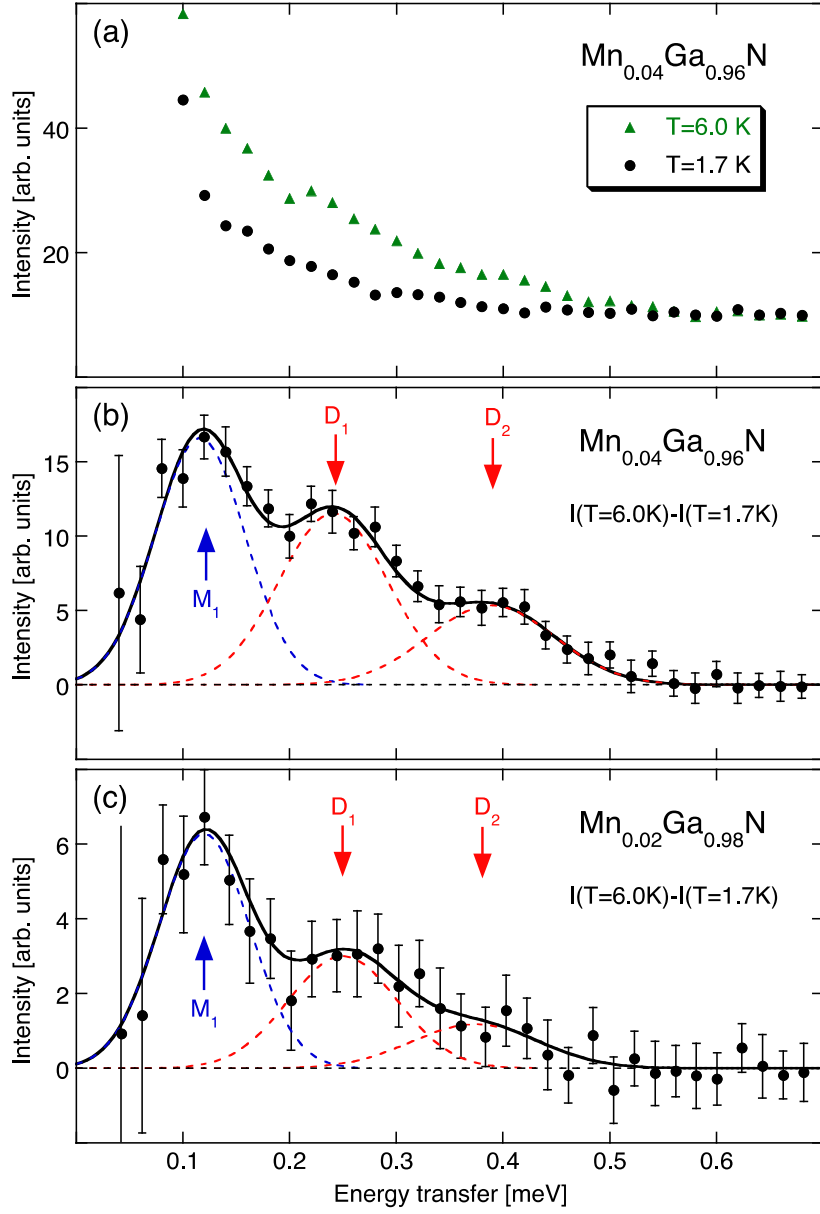 (a)
Mn0.04Ga0.96N
T=6.0 K
T=1.7 K
Intensity [arb. units]
40
20
(b)
D1
D2
Mn0.04Ga0.96N
I(T=6.0K)-I(T=1.7K)
M1
Intensity [arb. units]
15
10
5
0
(c)
D1
D2
Mn0.02Ga0.98N
I(T=6.0K)-I(T=1.7K)
M1
Intensity [arb. units]
6
4
2
0
0.1 0.2 0.3 0.4 0.5 0.6
Energy transfer [meV]